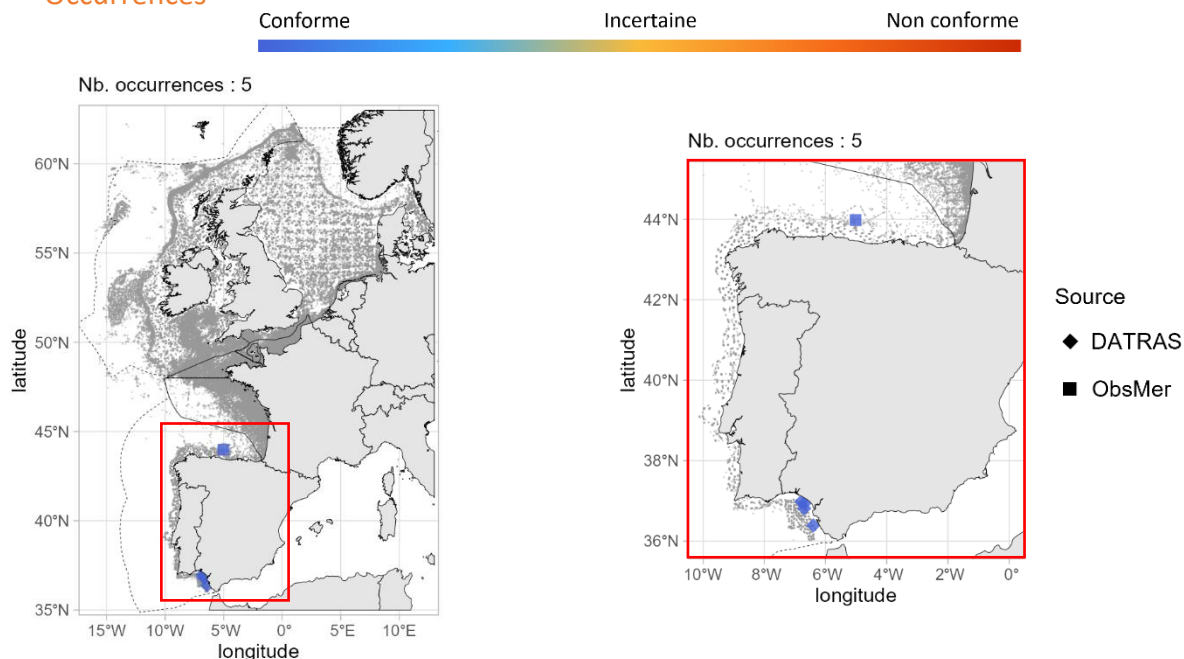 Occurrences
Conforme Incertaine Non conforme
Nb. occurrences : 5
60°N
55°N
50°N
45°N
40°N
35°N
latitude
15°W 10°W 5°W 0° 5°E 10°E
longitude
Nb. occurrences : 5
44°N
42°N
40°N
38°N
36°N
latitude
10°W 8°W 6°W 4°W 2°W 0°
longitude
Source
DATRAS
ObsMer